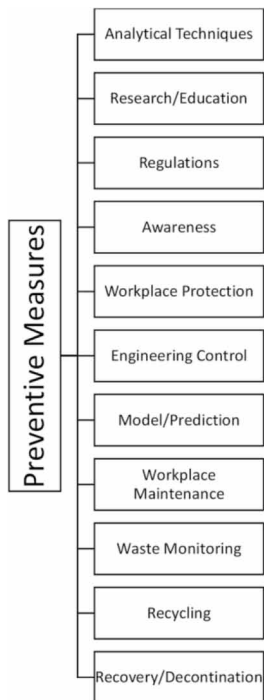 Preventive Measures
Analytical Techniques
Research/Education
Regulations
Awareness
Workplace Protection
Engineering Control
Model/Prediction
Workplace
Maintenance
Waste Monitoring
Recycling
Recovery/Decontination